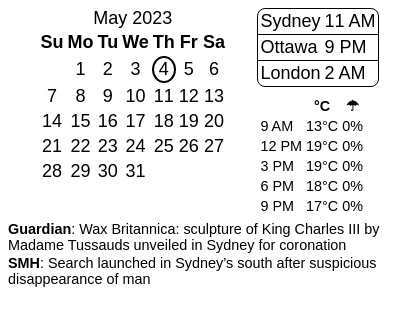 May 2023
Su Mo Tu We Th Fr Sa
1 2 3 4 5 6
7 8 9 10 11 12 13
14 15 16 17 18 19 20
21 22 23 24 25 26 27
28 29 30 31
Sydney 11 AM
Ottawa 9 PM
London 2 AM
°C ☂
9 AM 13°C 0%
12 PM 19°C 0%
3 PM 19°C 0%
6 PM 18°C 0%
9 PM 17°C 0%
Guardian: Wax Britannica: sculpture of King Charles III by
Madame Tussauds unveiled in Sydney for coronation
SMH: Search launched in Sydney’s south after suspicious
disappearance of man